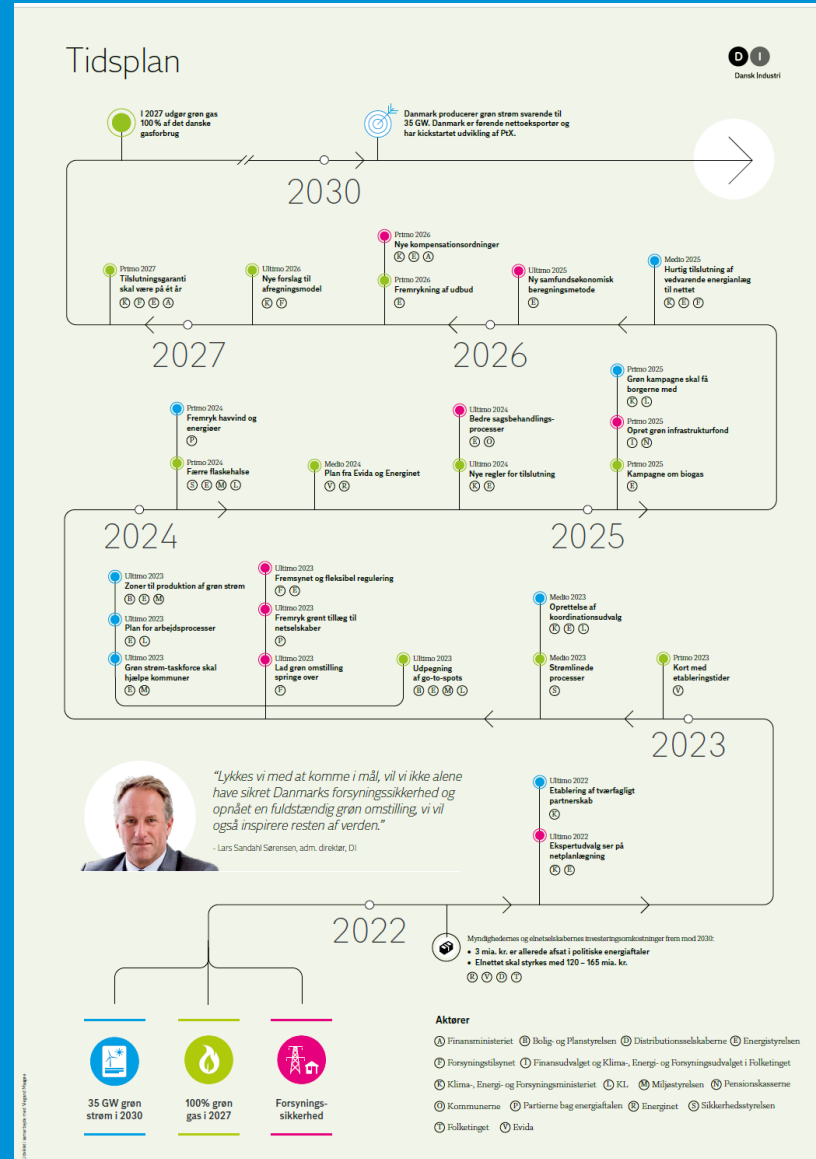 Tidsplan
D I
Dansk Industri
I 2027 udgør grøn gas
100 % af det danske
gasforbrug
Danmark producerer grøn strøm svarende til
35 GW. Danmark er førende nettoeksportør og
har kickstartet udvikling af PtX.
2030
Primo 2027
Tilslutningsgaranti
skal være på ét år
K F E A
Ultimo 2026
Nye forslag til
afregningsmodel
K F
Primo 2026
Nye kompensationsordninger
K E A
Primo 2026
Fremrykning af udbud
E
Ultimo 2025
Ny samfundsøkonomisk
beregningsmetode
E
Medio 2025
Hurtig tilslutning af
vedvarende energianlæg
til nettet
K E F
2027
2026
Primo 2024
Fremryk havvind og
energiøer
P
Primo 2024
Færre flaskehalse
S E M L
Medio 2024
Plan fra Evida og Energinet
V R
Ultimo 2024
Bedre sagsbehandlings-
processer
E O
Ultimo 2024
Nye regler for tilslutning
K E
Primo 2025
Grøn kampagne skal få
borgerne med
K L
Primo 2025
Opret grøn infrastrukturfond
I N
Primo 2025
Kampagne om biogas
E
2024
2025
Ultimo 2023
Zoner til produktion af grøn strøm
B E M
Ultimo 2023
Plan for arbejdsprocesser
E L
Ultimo 2023
Grøn strøm-taskforce skal
hjælpe kommuner
E M
Ultimo 2023
Fremsynet og fleksibel regulering
F E
Ultimo 2023
Fremryk grønt tillæg til
netselskaber
P
Ultimo 2023
Lad grøn omstilling
springe over
F
Ultimo 2023
Udpegning
af go-to-spots
B E M L
Medio 2023
Oprettelse af
koordinationsudvalg
K E L
Medio 2023
Strømlinede
processer
S
Primo 2023
Kort med
etableringstider
V
2023
"Lykkes vi med at komme i mål, vil vi ikke alene
have sikret Danmarks forsyningssikkerhed og
opnået en fuldstændig grøn omstilling, vi vil
også inspirere resten af verden."
- Lars Sandahl Sørensen, adm. direktør, DI
Ultimo 2022
Etablering af tværfagligt
partnerskab
K
Ultimo 2022
Ekspertudvalg ser på
netplanlægning
K E
2022
Myndighedernes og elnetselskabernes investeringsomkostninger frem mod 2030:
• 3 mia. kr. er allerede afsat i politiske energiaftaler
• Elnettet skal styrkes med 120 – 165 mia. kr.
R V D T
35 GW grøn
strøm i 2030
100% grøn
gas i 2027
Forsynings-
sikkerhed
Aktører
A Finansministeriet B Bolig- og Planstyrelsen D Distributionsselskaberne E Energistyrelsen
F Forsyningstilsynet I Finansudvalget og Klima-, Energi- og Forsyningsudvalget i Folketinget
K Klima-, Energi- og Forsyningsministeriet L KL M Miljøstyrelsen N Pensionskasserne
O Kommunerne P Partierne bag energiaftalen R Energinet S Sikkerhedsstyrelsen
T Folketinget V Evida